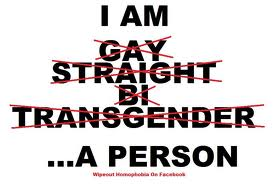 I AM
GAY
STRAIGHT
BI
TRANSGENDER
...A PERSON
Wipeout Homophobia On Facebook